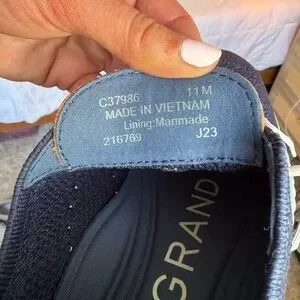 C37986 11 M
MADE IN VIETNAM
Lining:Manmade
216769 J23
GRAND